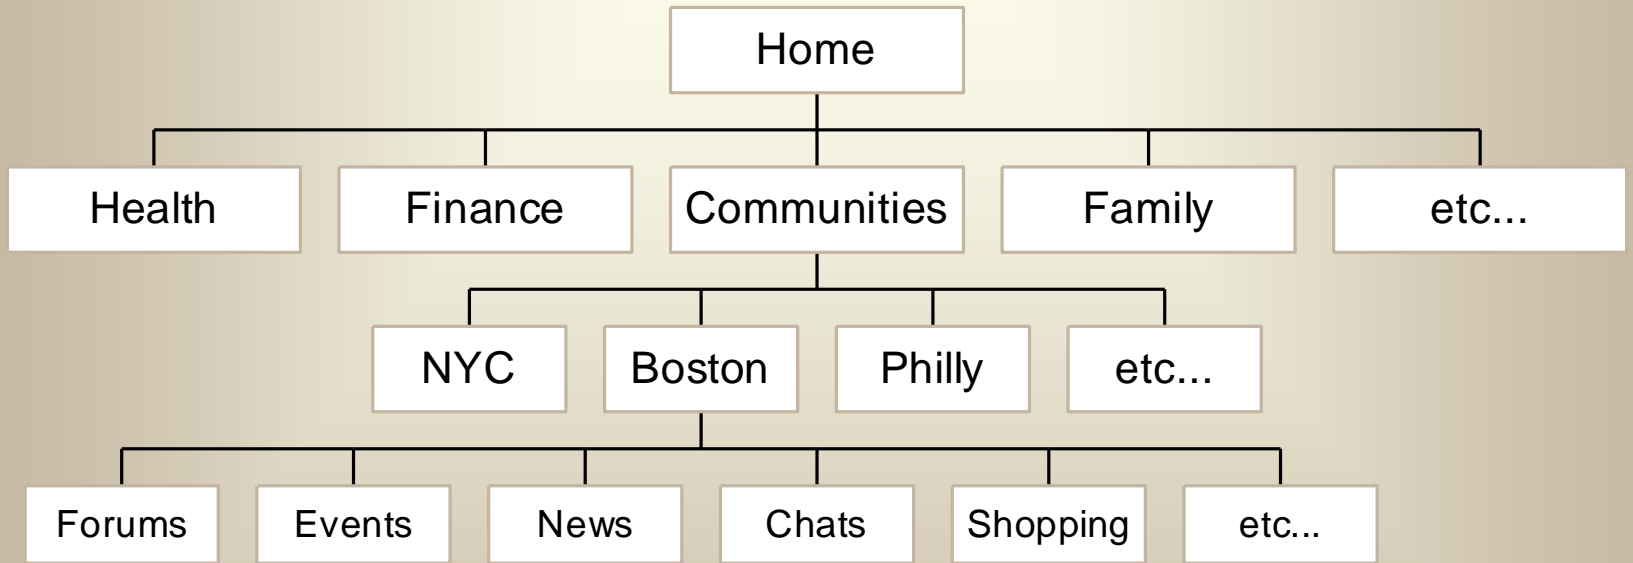 Home
Health
Finance
Communities
Family
etc...
NYC
Boston
Philly
etc...
Forums
Events
News
Chats
Shopping
etc...